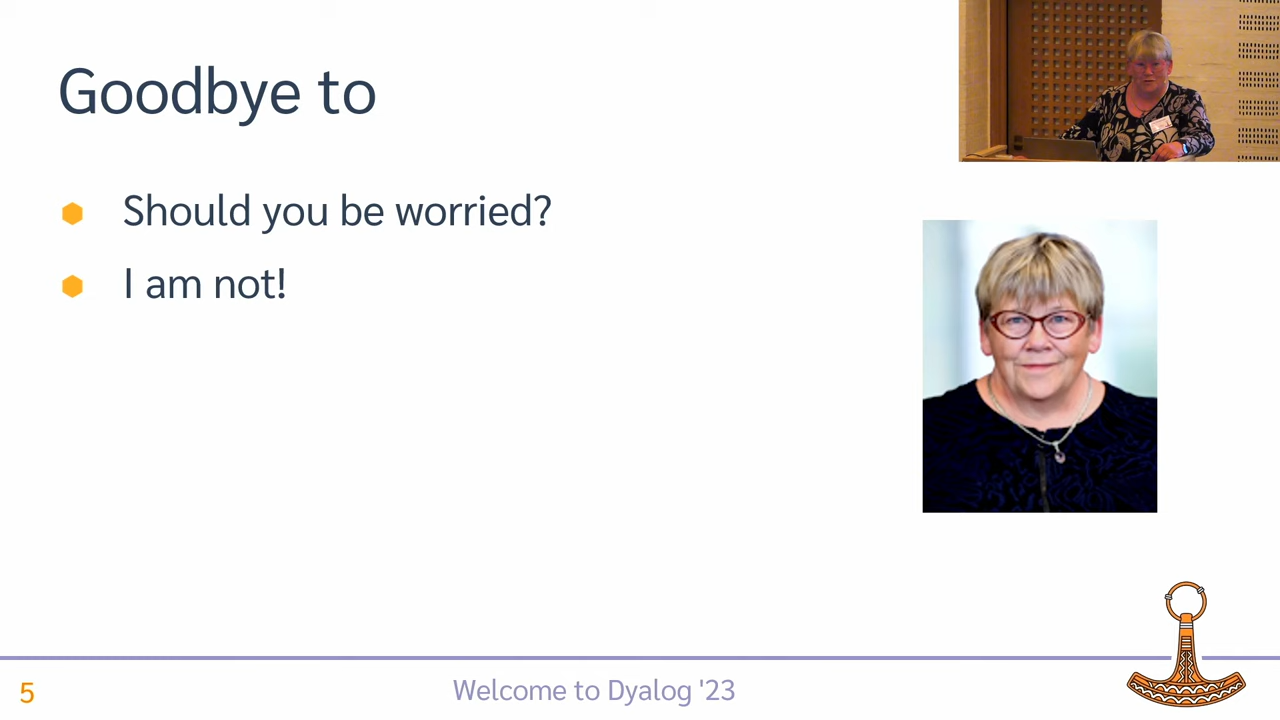 Goodbye to
Should you be worried?
I am not!
5
Welcome to Dyalog '23